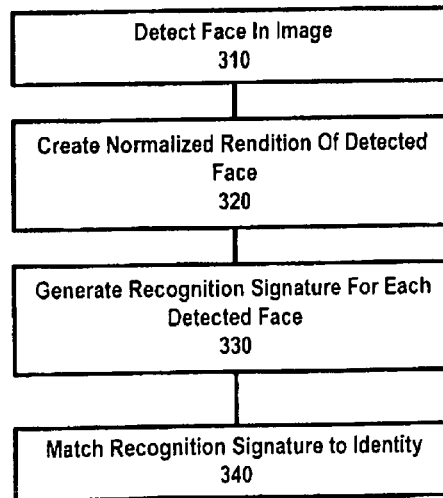 Detect Face In Image
310
Create Normalized Rendition Of Detected
Face
320
Generate Recognition Signature For Each
Detected Face
330
Match Recognition Signature to Identity
340